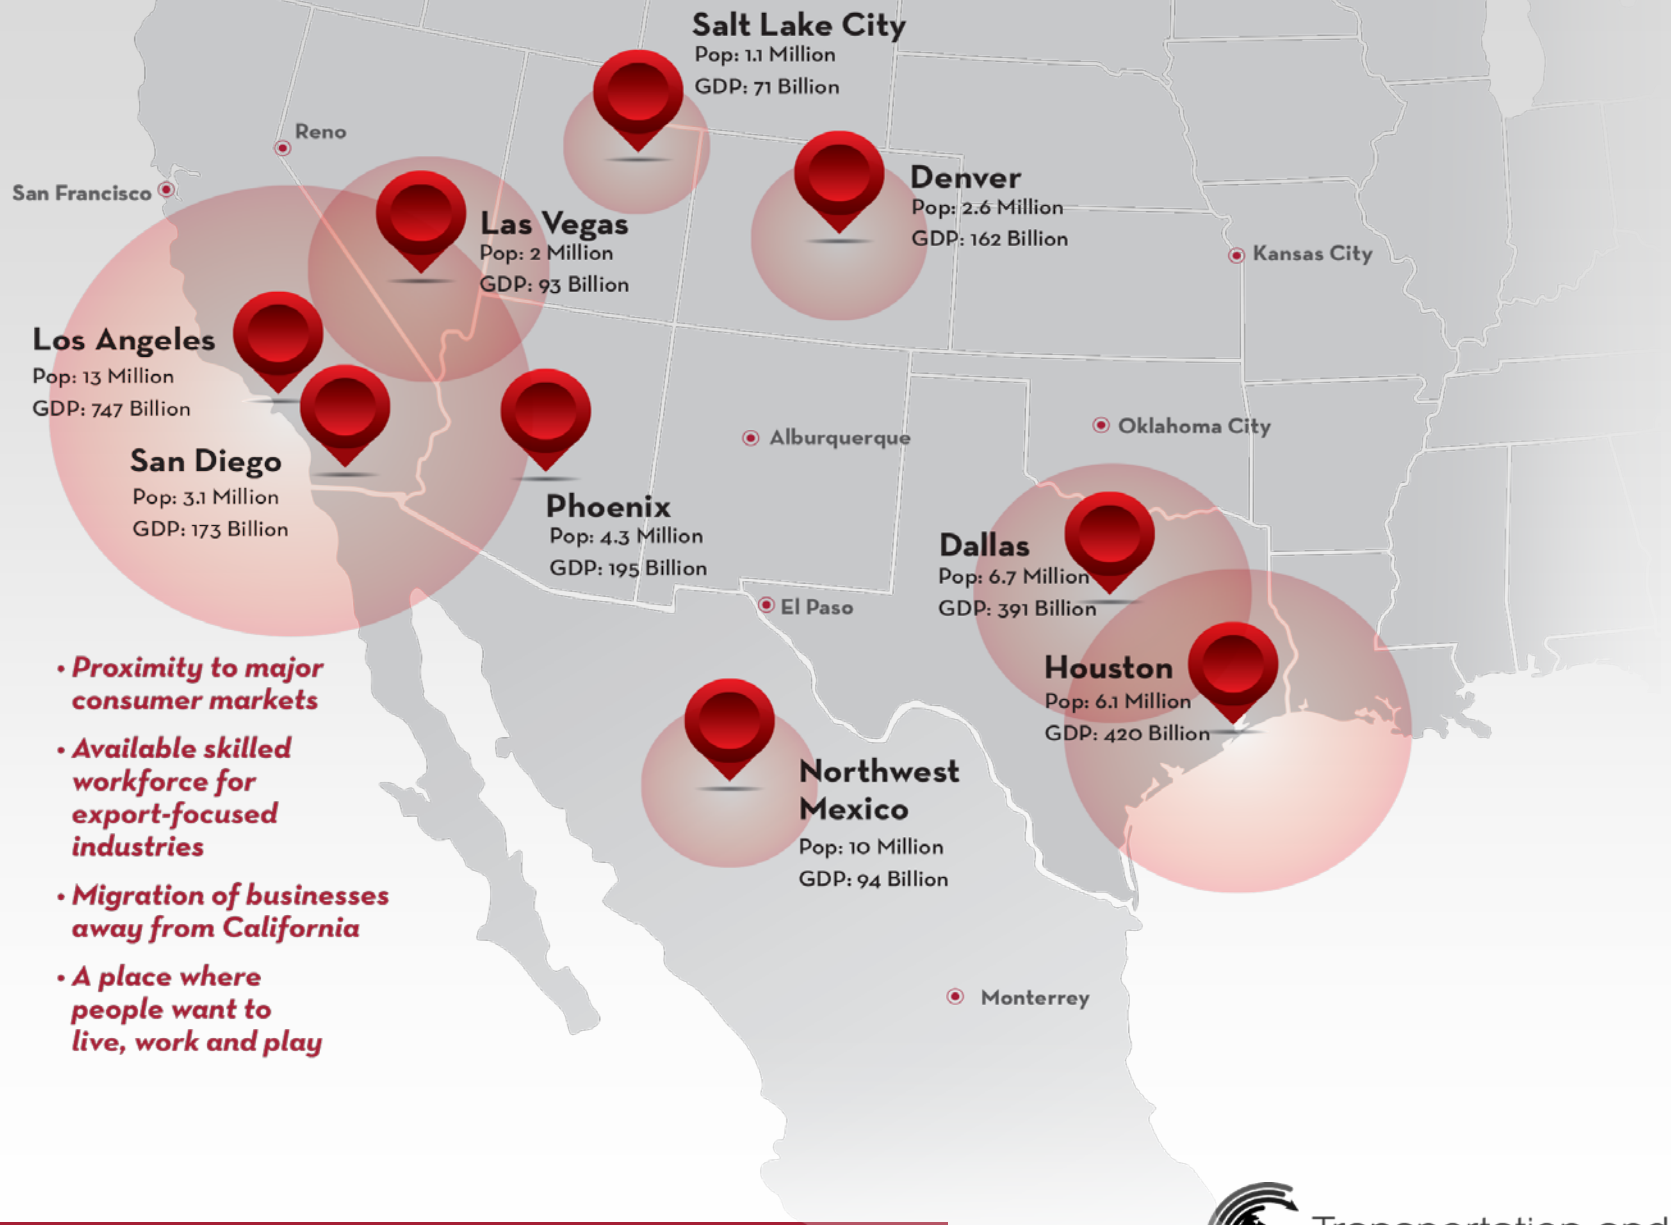 Salt Lake City
Pop: 1.1 Million
GDP: 71 Billion
Reno
San Francisco
Denver
Pop: 2.6 Million
GDP: 162 Billion
Las Vegas
Pop: 2 Million
GDP: 93 Billion
Kansas City
Los Angeles
Pop: 13 Million
GDP: 747 Billion
San Diego
Pop: 3.1 Million
GDP: 173 Billion
Alburquerque
Oklahoma City
Phoenix
Pop: 4.3 Million
GDP: 195 Billion
Dallas
Pop: 6.7 Million
GDP: 391 Billion
El Paso
Houston
Pop: 6.1 Million
GDP: 420 Billion
• Proximity to major
consumer markets
• Available skilled
workforce for
export-focused
industries
• Migration of businesses
away from California
• A place where
people want to
live, work and play
Northwest
Mexico
Pop: 10 Million
GDP: 94 Billion
Monterrey
Transportation and